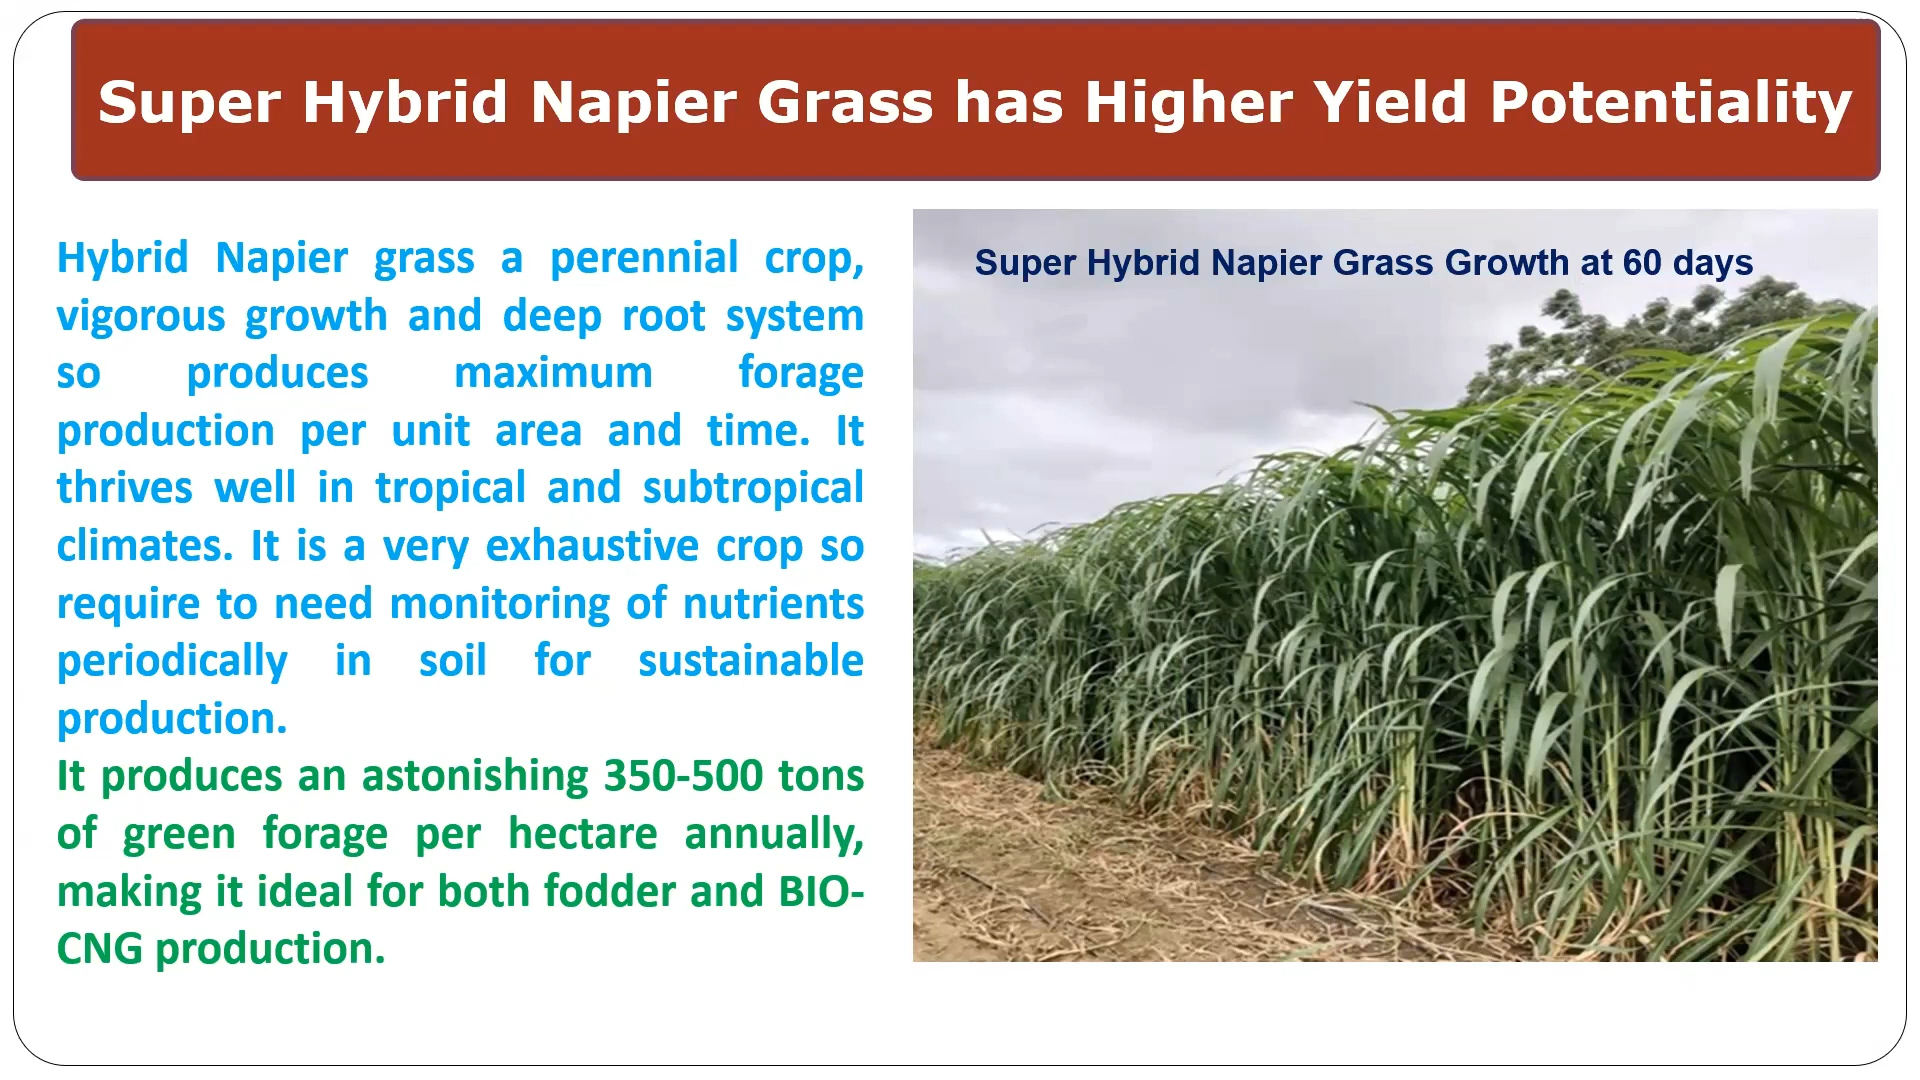 Super Hybrid Napier Grass has Higher Yield Potentiality
Hybrid Napier grass a perennial crop,
vigorous growth and deep root system
so produces maximum forage
production per unit area and time. It
thrives well in tropical and subtropical
climates. It is a very exhaustive crop so
require to need monitoring of nutrients
periodically in soil for sustainable
production.
It produces an astonishing 350-500 tons
of green forage per hectare annually,
making it ideal for both fodder and BIO-
CNG production.
Super Hybrid Napier Grass Growth at 60 days